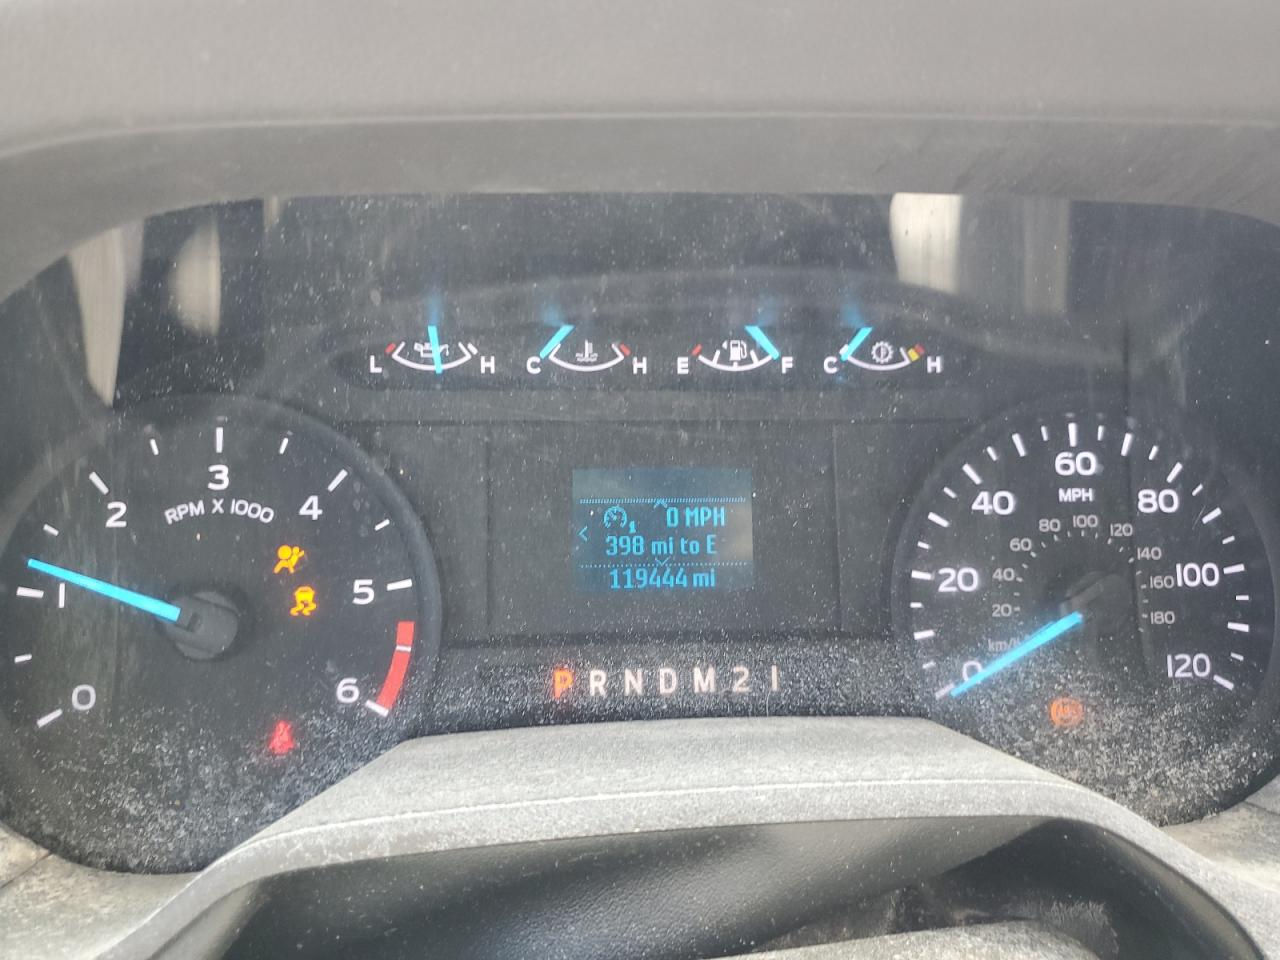 L H C H E F C H
0 1 2 3 4 5 6
RPM X 1000
0 MPH
398 mi to E
119444 mi
P R N D M 2 1
0 20 40 60 80 100 120
MPH
km/h
20 40 60 80 100 120 140 160 180
ABS